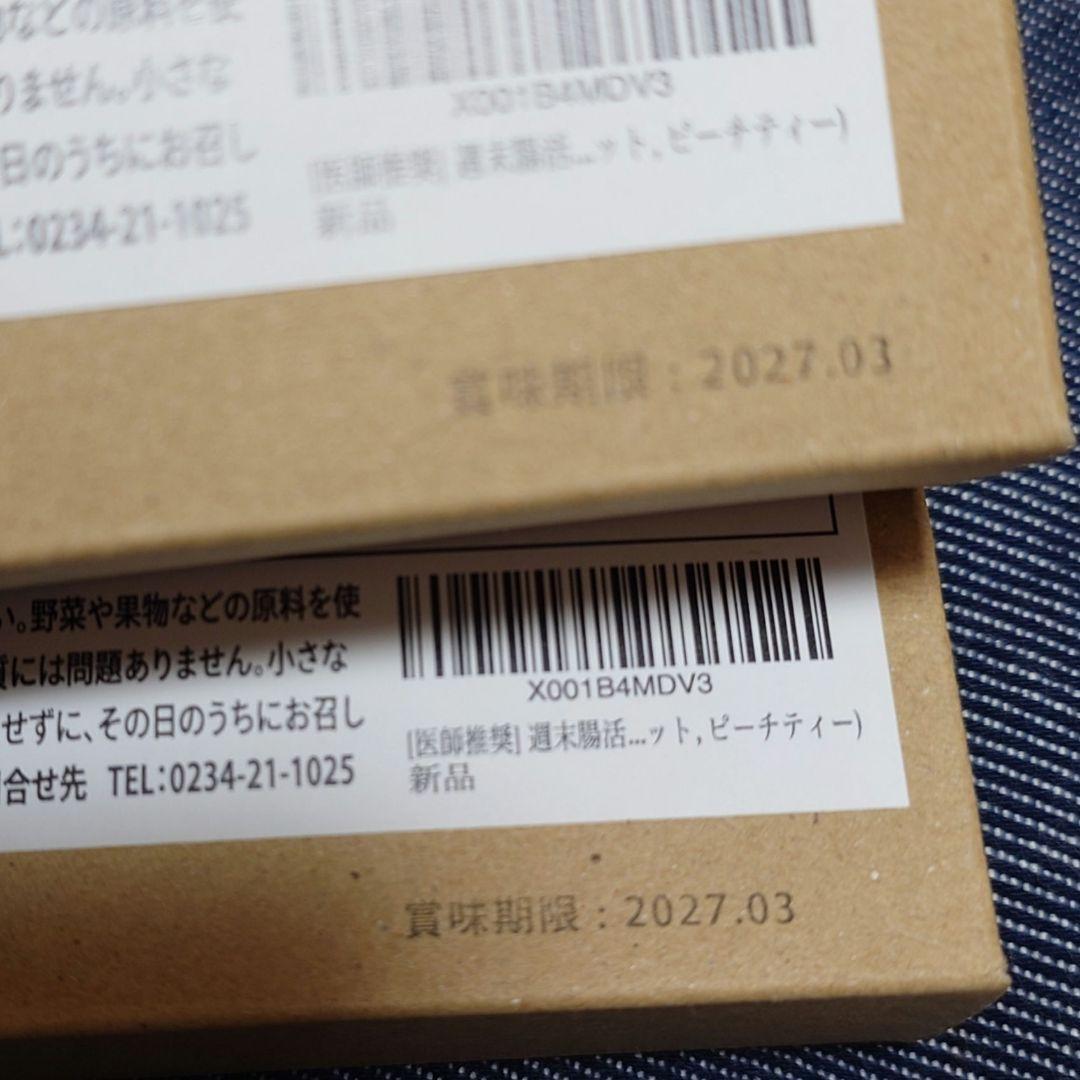 などの原料を使
りません。小さな
日のうちにお召し
L:0234-21-1025
X001B4MDV3
[医師推奨] 週末腸活...ット, ピーチティー)
新品
賞味期限 : 2027.03
い。野菜や果物などの原料を使
質には問題ありません。小さな
せずに、その日のうちにお召し
合せ先 TEL:0234-21-1025
X001B4MDV3
[医師推奨] 週末腸活...ット, ピーチティー)
新品
賞味期限 : 2027.03